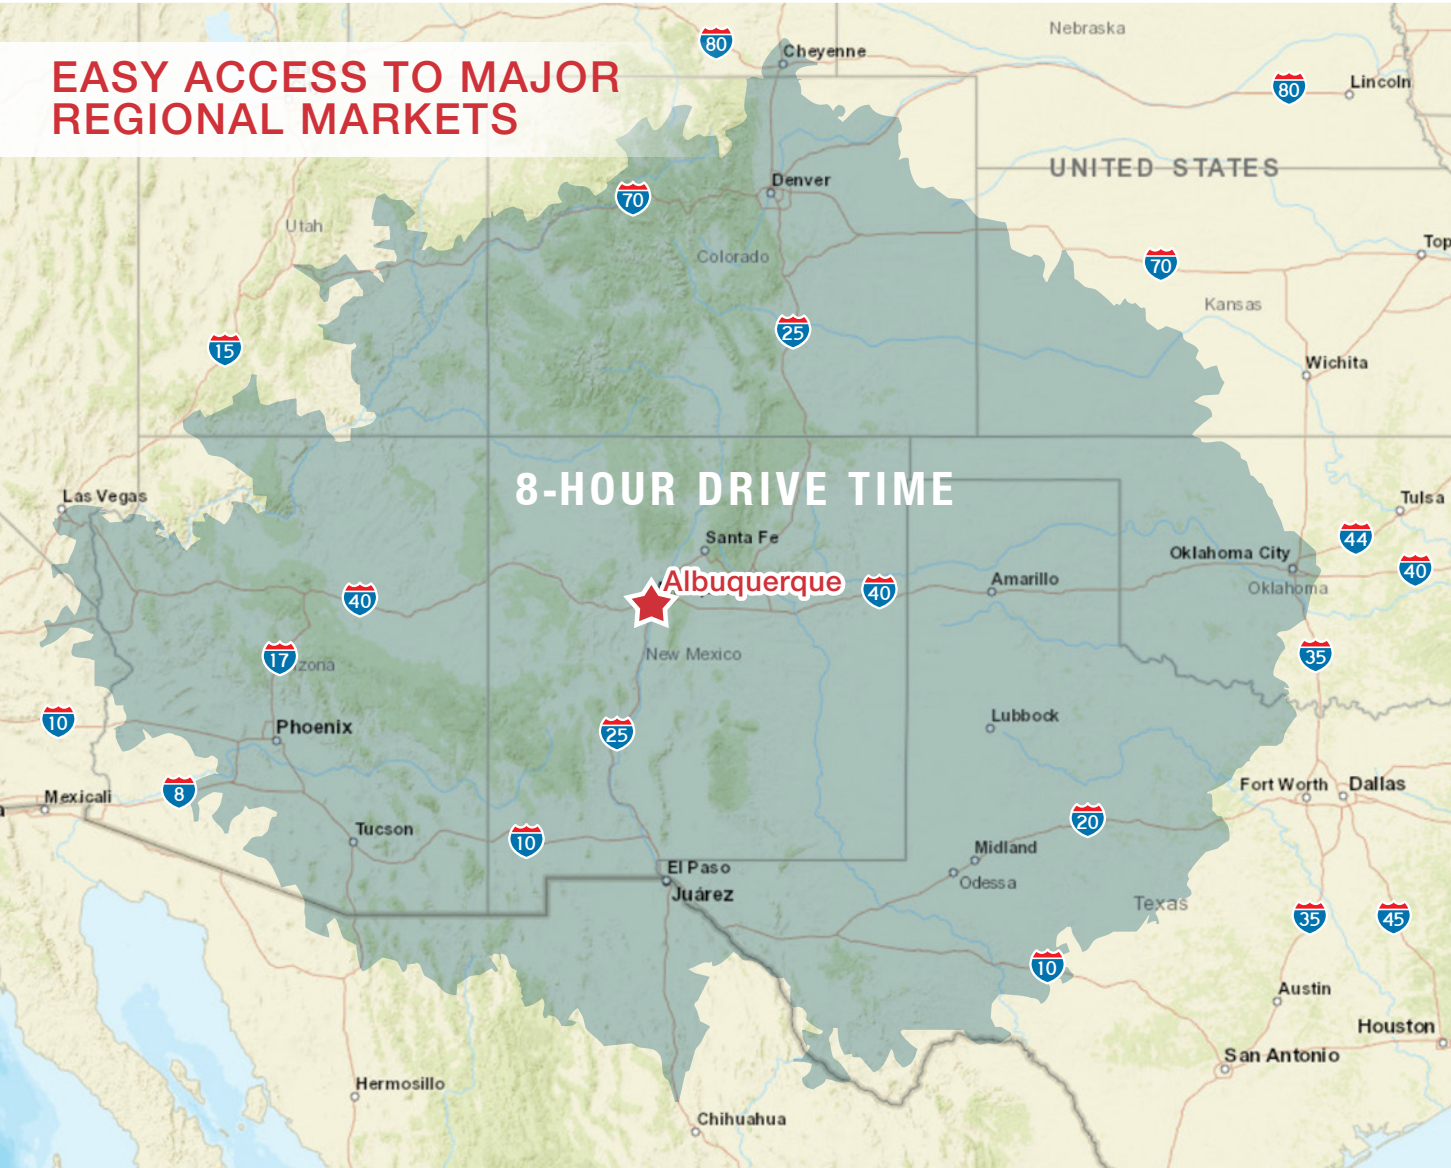 80
Cheyenne
Nebraska
EASY ACCESS TO MAJOR
REGIONAL MARKETS
80
Lincoln
UNITED STATES
70
Denver
Utah
Colorado
70
Top
Kansas
15
25
Wichita
8-HOUR DRIVE TIME
Las Vegas
Tulsa
Santa Fe
44
Oklahoma City
40
Albuquerque
40
Amarillo
40
Oklahoma
17
zona
New Mexico
35
10
Phoenix
25
Lubbock
8
Mexicali
a
Fort Worth
Dallas
Tucson
10
20
Midland
El Paso
Odessa
Juárez
Texas
35
45
10
Austin
Houston
San Antonio
Hermosillo
Chihuahua